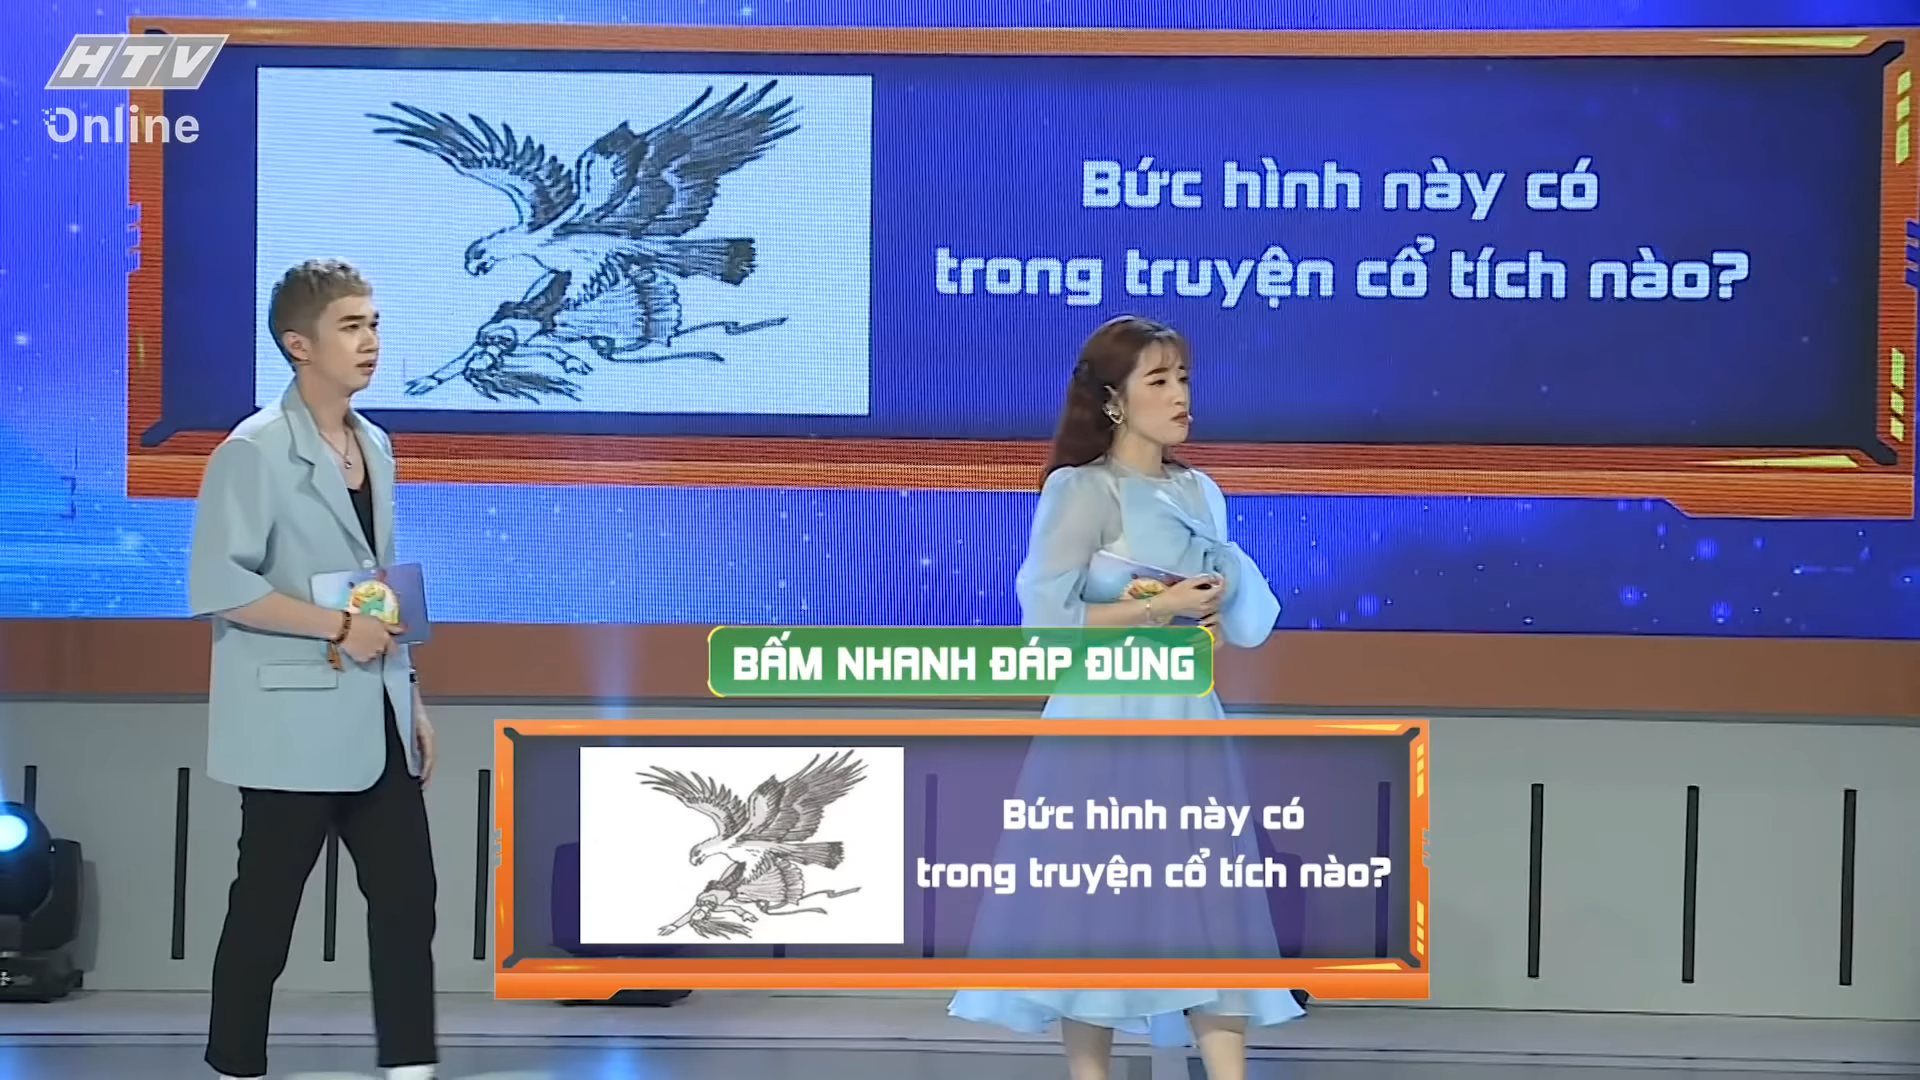 HTV
Online
Bức hình này có
trong truyện cổ tích nào?
BẤM NHANH ĐÁP ĐÚNG
Bức hình này có
trong truyện cổ tích nào?